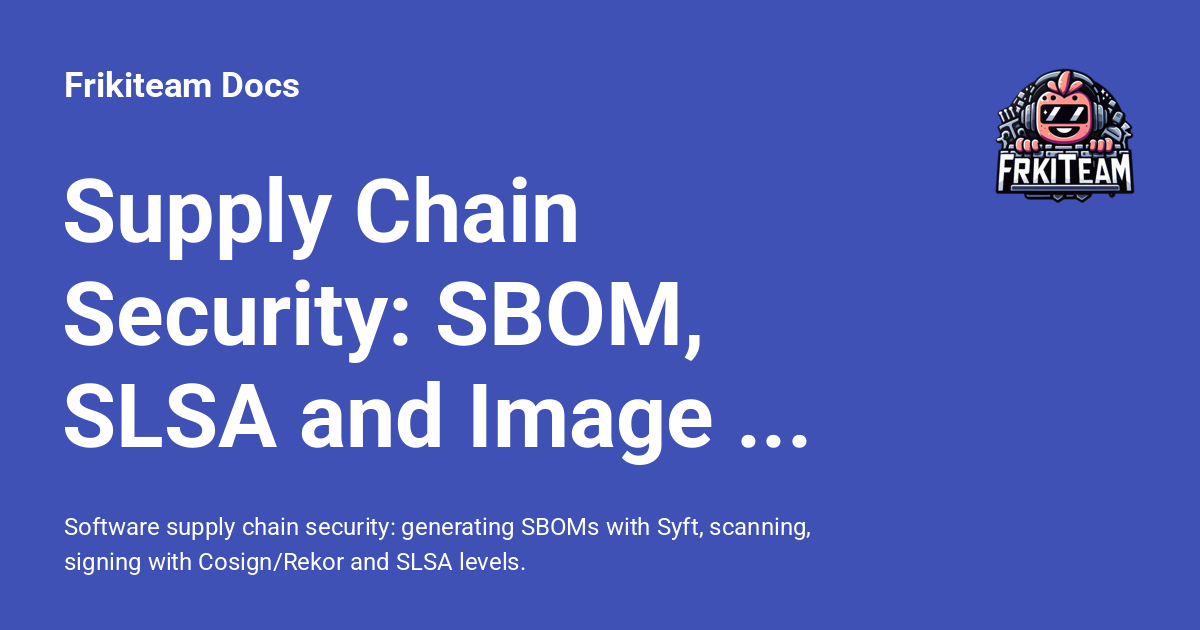 Frikiteam Docs
FRKITEAM
Supply Chain
Security: SBOM,
SLSA and Image ...
Software supply chain security: generating SBOMs with Syft, scanning,
signing with Cosign/Rekor and SLSA levels.